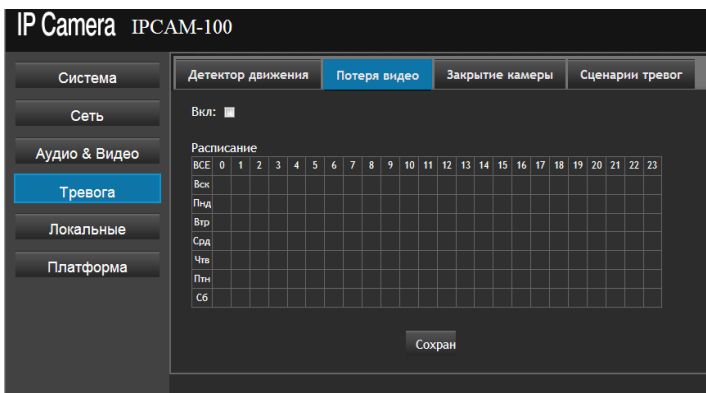 IP Camera IPCAM-100
Система
Сеть
Аудио & Видео
Тревога
Локальные
Платформа
Детектор движения Потеря видео Закрытие камеры Сценарии тревог
Вкл:
Расписание
ВСЕ 0 1 2 3 4 5 6 7 8 9 10 11 12 13 14 15 16 17 18 19 20 21 22 23
Вск
Пнд
Втр
Срд
Чтв
Птн
Сб
Сохран